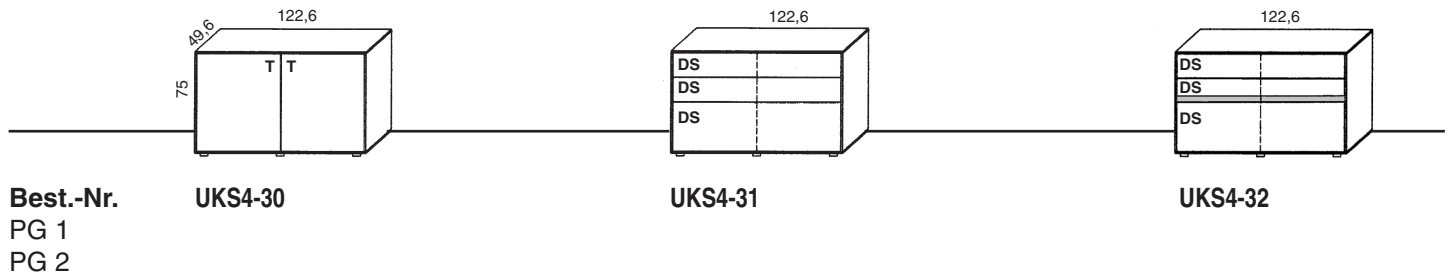 122,6 122,6 122,6
49,6
T T DS DS
75 DS DS
DS DS
Best.-Nr. UKS4-30 UKS4-31 UKS4-32
PG 1
PG 2